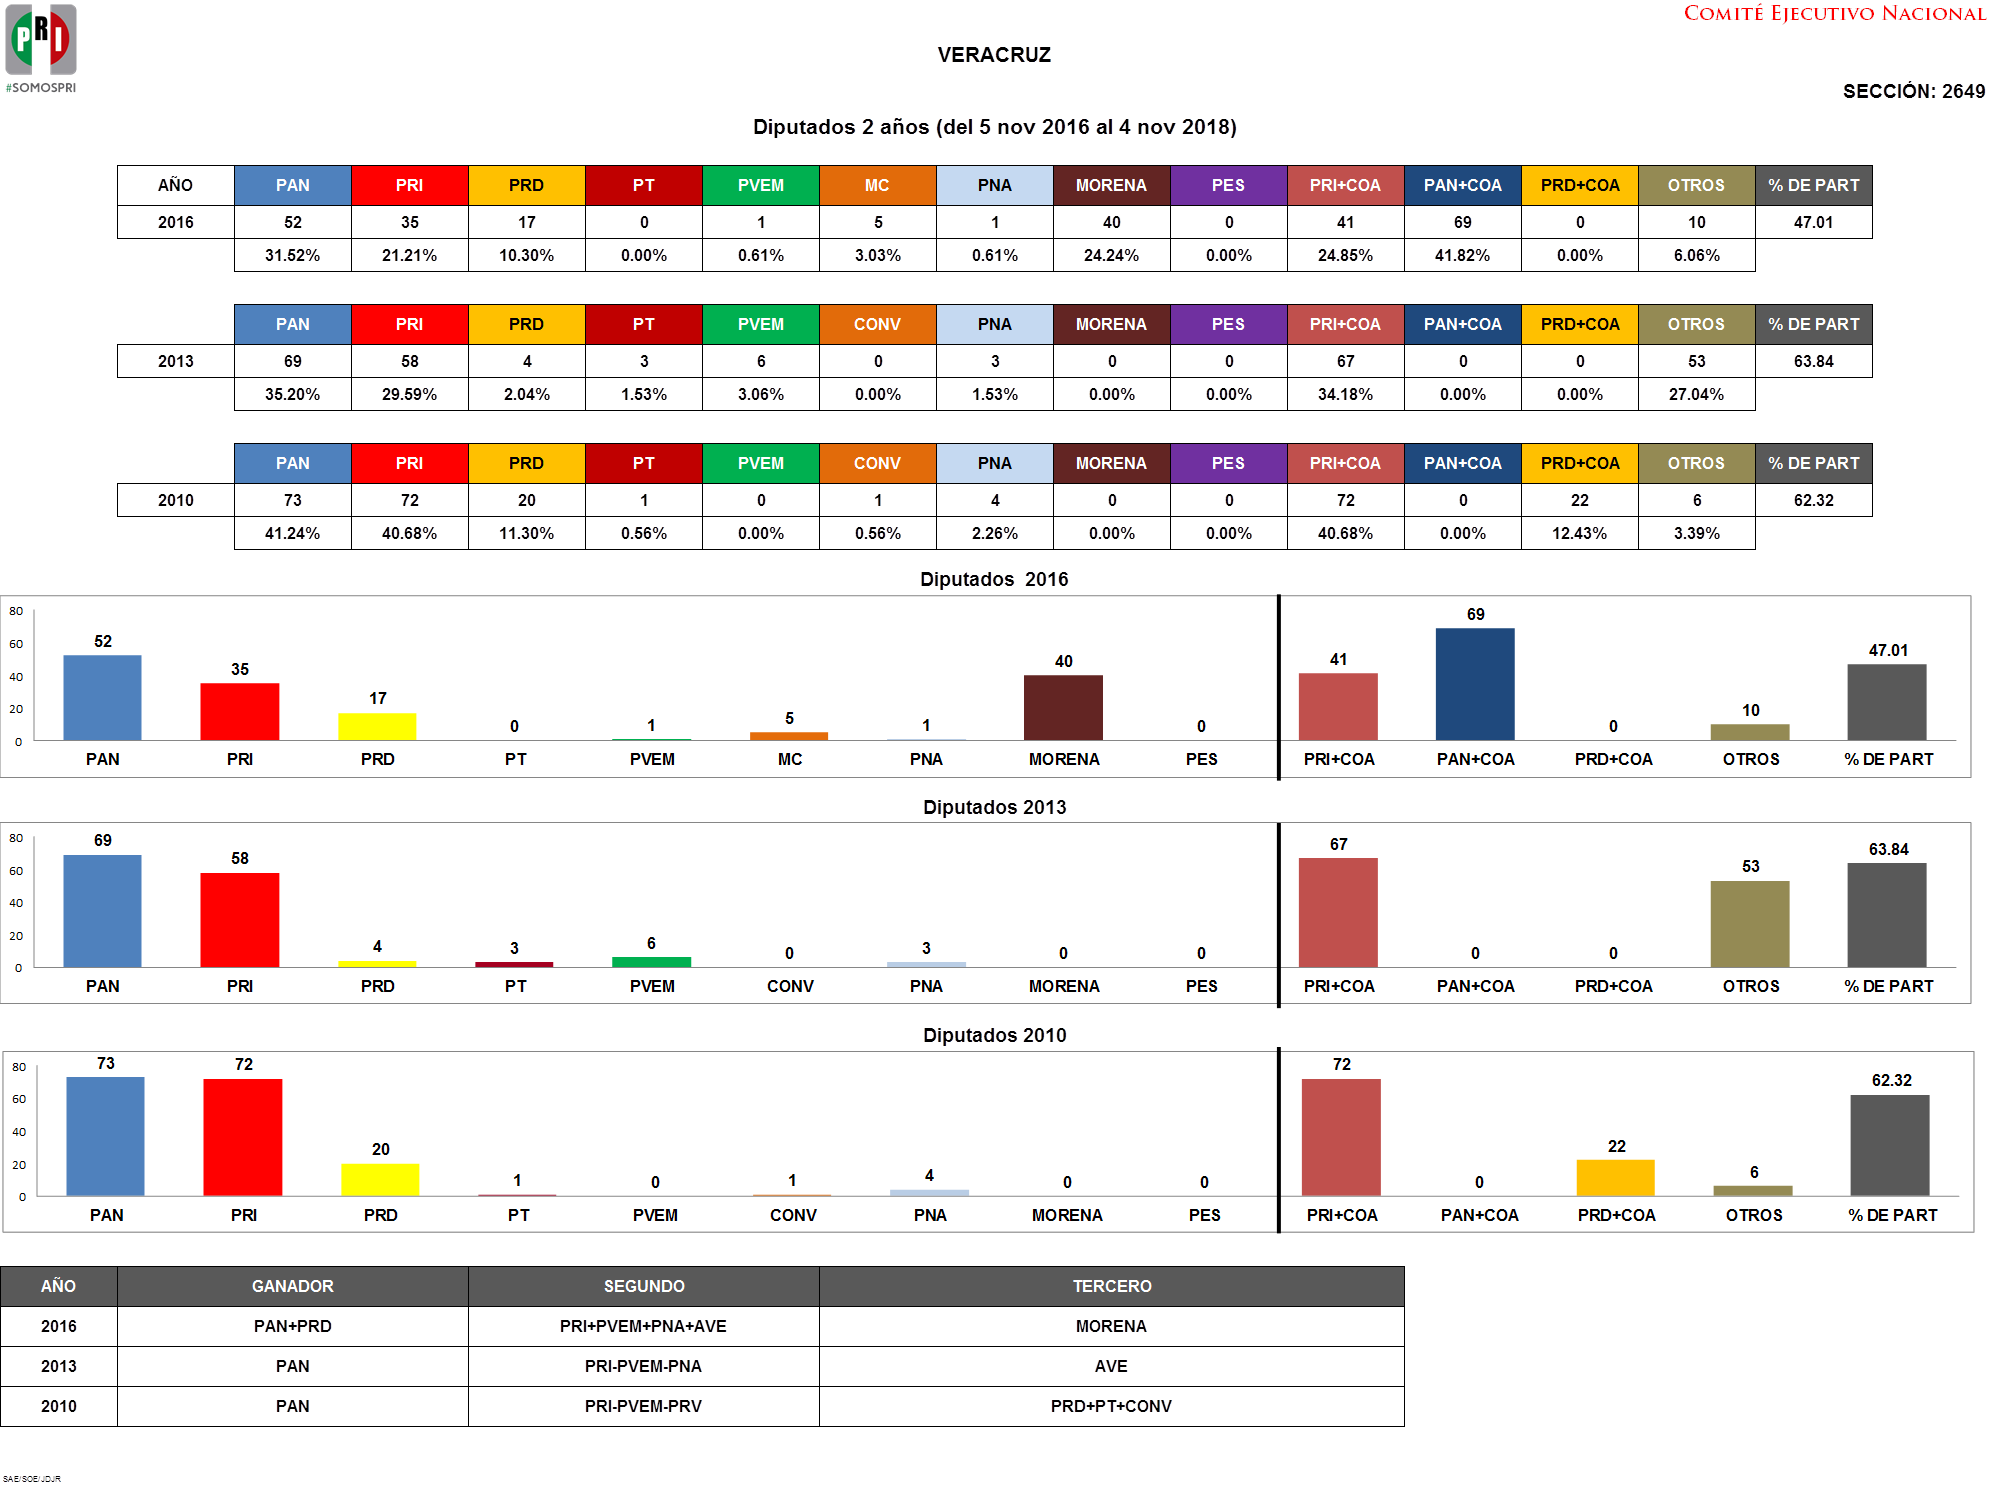 PRI
#SOMOSPRI
COMITÉ EJECUTIVO NACIONAL
VERACRUZ
SECCIÓN: 2649
Diputados 2 años (del 5 nov 2016 al 4 nov 2018)
AÑO PAN PRI PRD PT PVEM MC PNA MORENA PES PRI+COA PAN+COA PRD+COA OTROS % DE PART
2016 52 35 17 0 1 5 1 40 0 41 69 0 10 47.01
31.52% 21.21% 10.30% 0.00% 0.61% 3.03% 0.61% 24.24% 0.00% 24.85% 41.82% 0.00% 6.06%
PAN PRI PRD PT PVEM CONV PNA MORENA PES PRI+COA PAN+COA PRD+COA OTROS % DE PART
2013 69 58 4 3 6 0 3 0 0 67 0 0 53 63.84
35.20% 29.59% 2.04% 1.53% 3.06% 0.00% 1.53% 0.00% 0.00% 34.18% 0.00% 0.00% 27.04%
PAN PRI PRD PT PVEM CONV PNA MORENA PES PRI+COA PAN+COA PRD+COA OTROS % DE PART
2010 73 72 20 1 0 1 4 0 0 72 0 22 6 62.32
41.24% 40.68% 11.30% 0.56% 0.00% 0.56% 2.26% 0.00% 0.00% 40.68% 0.00% 12.43% 3.39%
Diputados 2016
80
60
40
20
0
52 35 17 0 1 5 1 40 0 41 69 0 10 47.01
PAN PRI PRD PT PVEM MC PNA MORENA PES PRI+COA PAN+COA PRD+COA OTROS % DE PART
Diputados 2013
80
60
40
20
0
69 58 4 3 6 0 3 0 0 67 0 0 53 63.84
PAN PRI PRD PT PVEM CONV PNA MORENA PES PRI+COA PAN+COA PRD+COA OTROS % DE PART
Diputados 2010
80
60
40
20
0
73 72 20 1 0 1 4 0 0 72 0 22 6 62.32
PAN PRI PRD PT PVEM CONV PNA MORENA PES PRI+COA PAN+COA PRD+COA OTROS % DE PART
AÑO GANADOR SEGUNDO TERCERO
2016 PAN+PRD PRI+PVEM+PNA+AVE MORENA
2013 PAN PRI-PVEM-PNA AVE
2010 PAN PRI-PVEM-PRV PRD+PT+CONV
SAE/SOE/JDJR